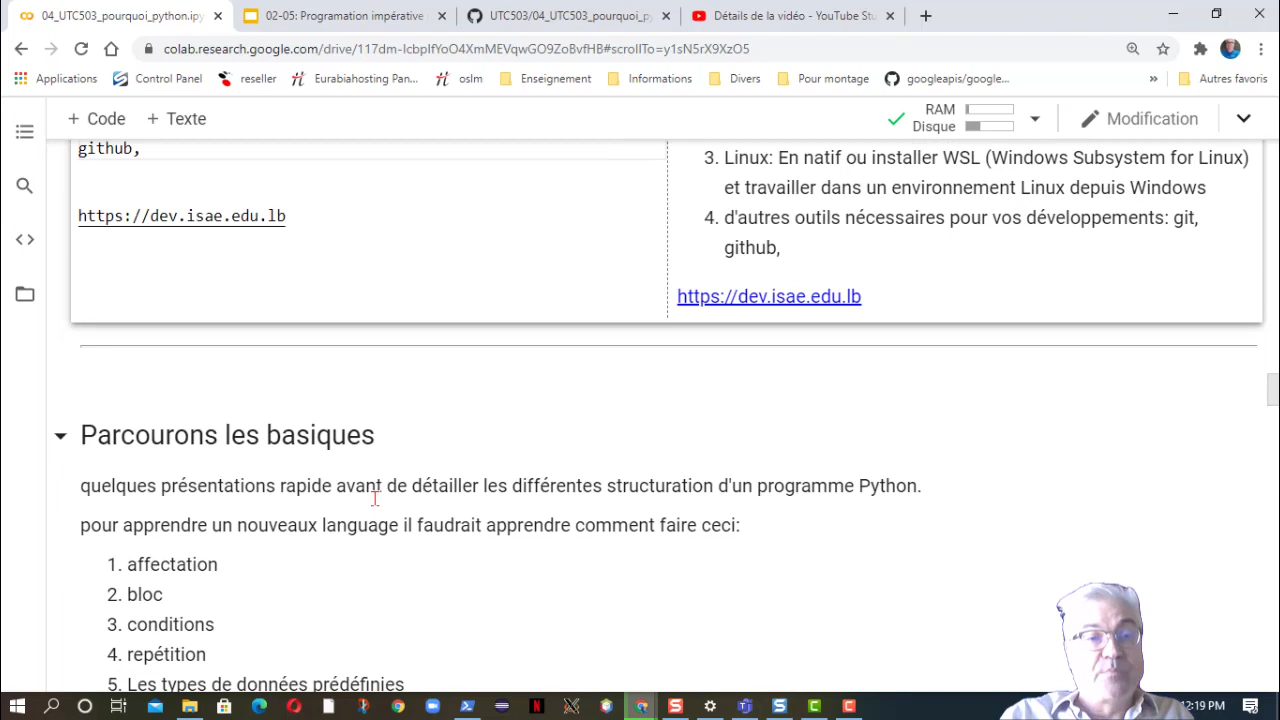 04_UTC503_pourquoi_python.ipy
02-05: Programation impérative
UTC503/04_UTC503_pourquoi_py
Détails de la vidéo - YouTube Stu
colab.research.google.com/drive/117dm-IcbpIfYoO4XrmMEVqwGO9ZoBvfHB#scrollTo=y1sN5rX9XzO5
Applications Control Panel reseller Eurabiahosting Pan... oslm Enseignement Informations Divers Pour montage googleapis/google... » Autres favoris
+ Code + Texte
RAM
Disque
Modification
github,
https://dev.isae.edu.lb
3. Linux: En natif ou installer WSL (Windows Subsystem for Linux)
et travailler dans un environnement Linux depuis Windows
4. d'autres outils nécessaires pour vos développements: git,
github,
https://dev.isae.edu.lb
Parcourons les basiques
quelques présentations rapide avant de détailler les différentes structuration d'un programme Python.
pour apprendre un nouveaux language il faudrait apprendre comment faire ceci:
1. affectation
2. bloc
3. conditions
4. repétition
5. Les types de données prédéfinies
12:19 PM